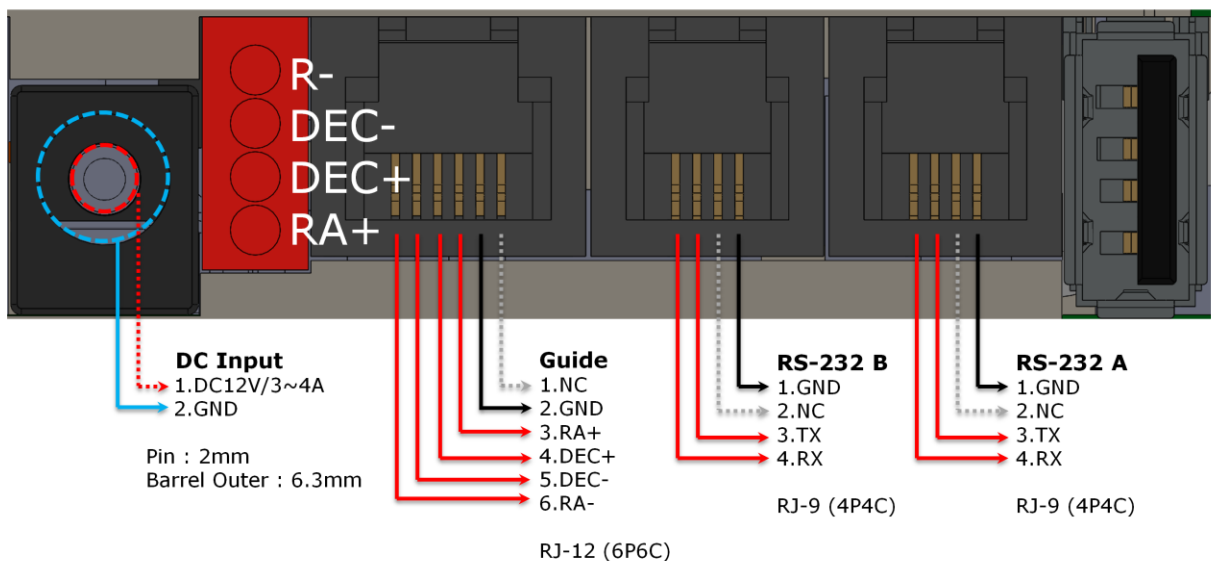 R-
DEC-
DEC+
RA+
DC Input
1.DC12V/3~4A
2.GND
Pin : 2mm
Barrel Outer : 6.3mm
Guide
1.NC
2.GND
3.RA+
4.DEC+
5.DEC-
6.RA-
RJ-12 (6P6C)
RS-232 B
1.GND
2.NC
3.TX
4.RX
RJ-9 (4P4C)
RS-232 A
1.GND
2.NC
3.TX
4.RX
RJ-9 (4P4C)